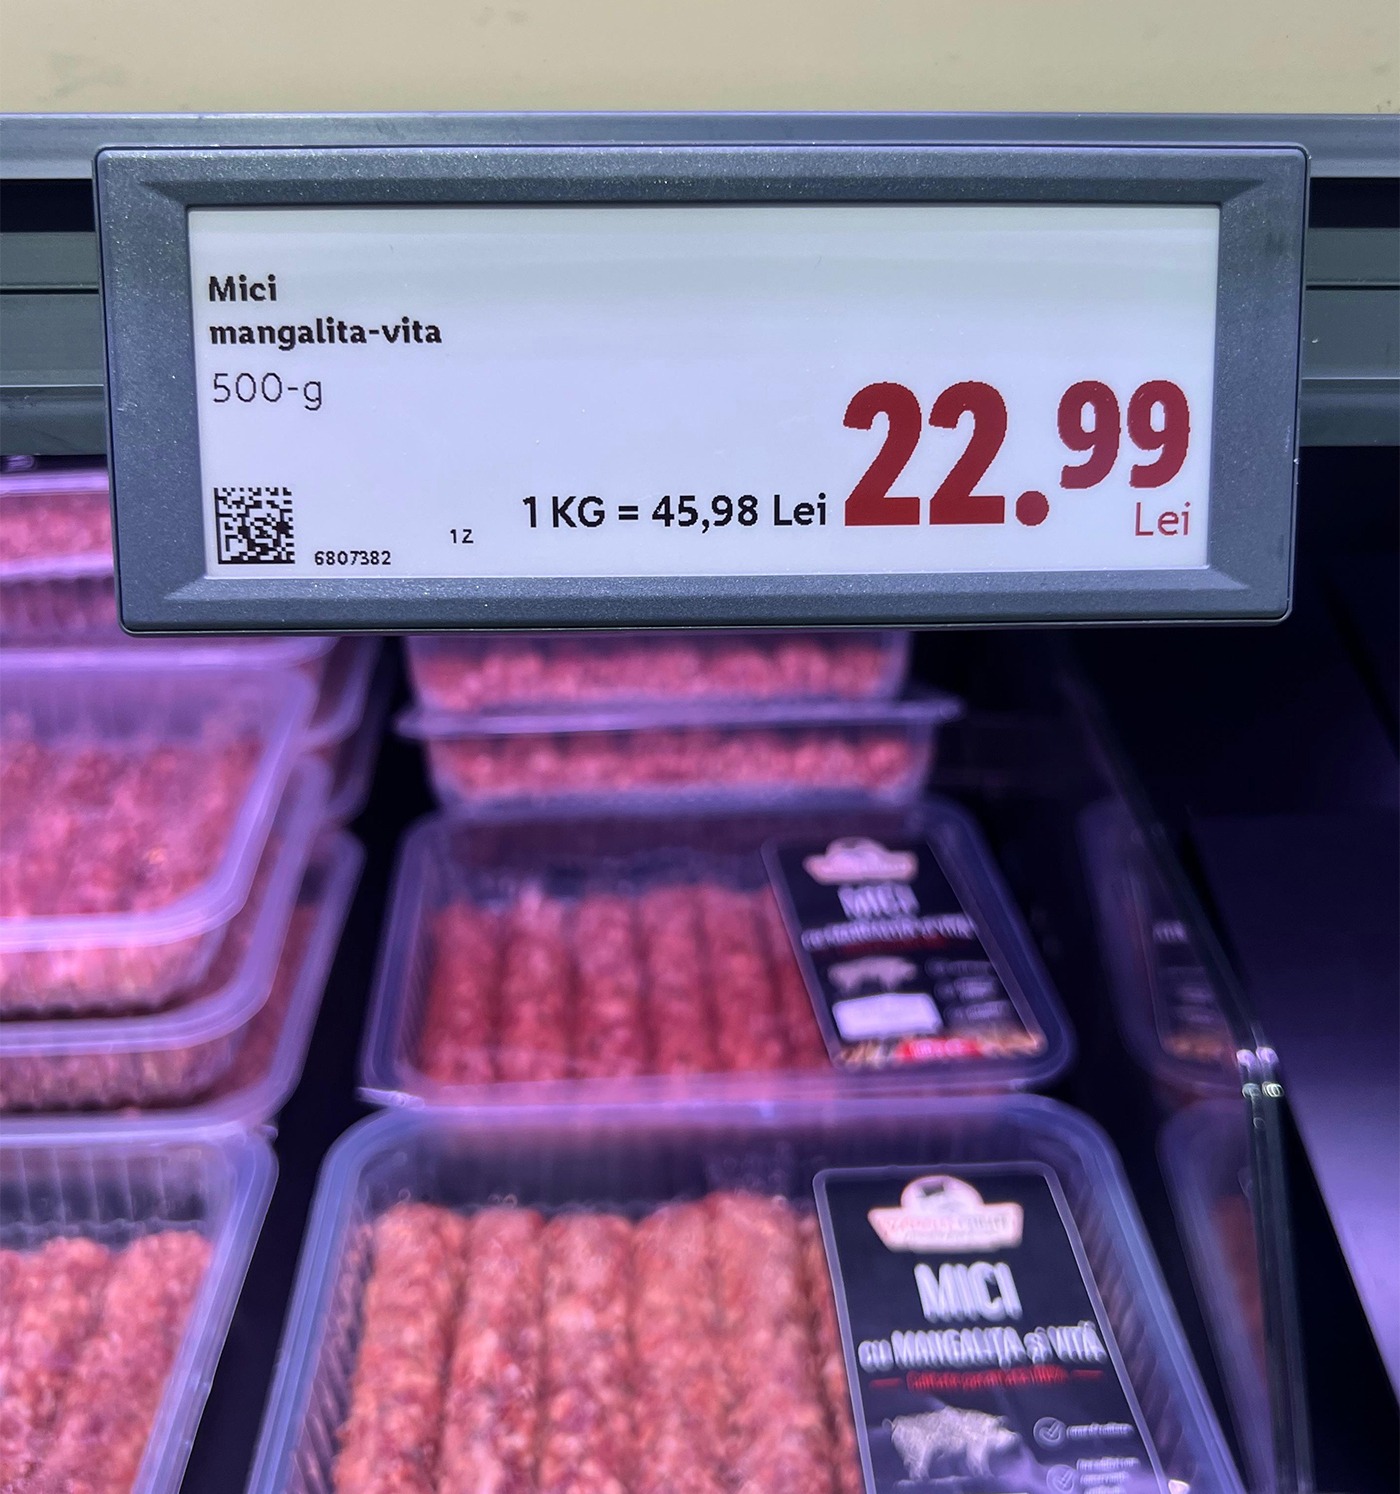 Mici
mangalita-vita
500-g
22.99
Lei
1 KG = 45,98 Lei
1Z
6807382
MICI
MICI
cu MANGALIȚA și VITĂ